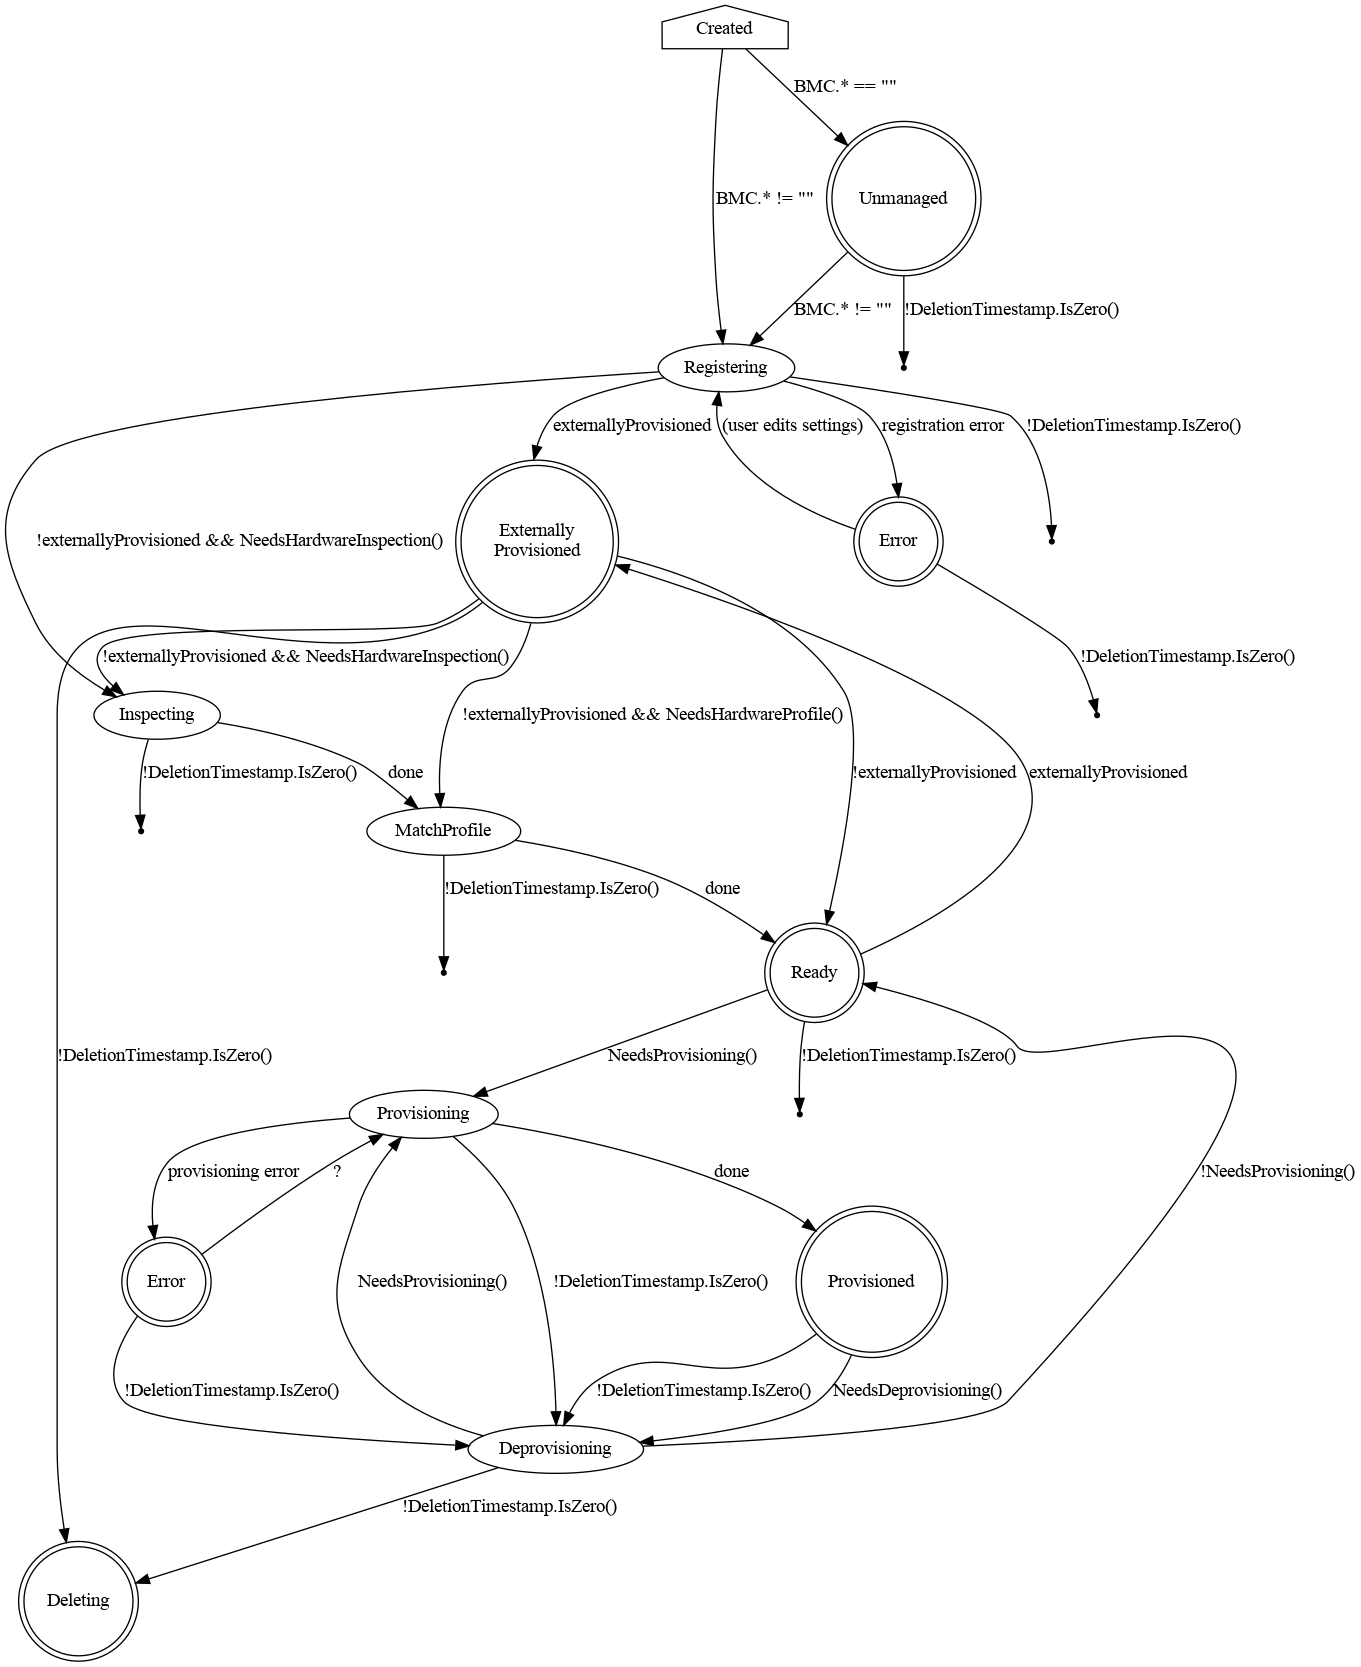 Created
BMC.* == ""
Unmanaged
BMC.* != ""
BMC.* != ""
!DeletionTimestamp.IsZero()
Registering
externallyProvisioned
(user edits settings)
registration error
!DeletionTimestamp.IsZero()
Externally
Provisioned
!externallyProvisioned && NeedsHardwareInspection()
Error
!externallyProvisioned && NeedsHardwareInspection()
!DeletionTimestamp.IsZero()
Inspecting
!externallyProvisioned && NeedsHardwareProfile()
!DeletionTimestamp.IsZero()
done
!externallyProvisioned
externallyProvisioned
MatchProfile
!DeletionTimestamp.IsZero()
done
Ready
!DeletionTimestamp.IsZero()
NeedsProvisioning()
!DeletionTimestamp.IsZero()
Provisioning
provisioning error
?
done
!NeedsProvisioning()
Error
NeedsProvisioning()
!DeletionTimestamp.IsZero()
Provisioned
!DeletionTimestamp.IsZero()
!DeletionTimestamp.IsZero()
NeedsDeprovisioning()
Deprovisioning
!DeletionTimestamp.IsZero()
Deleting